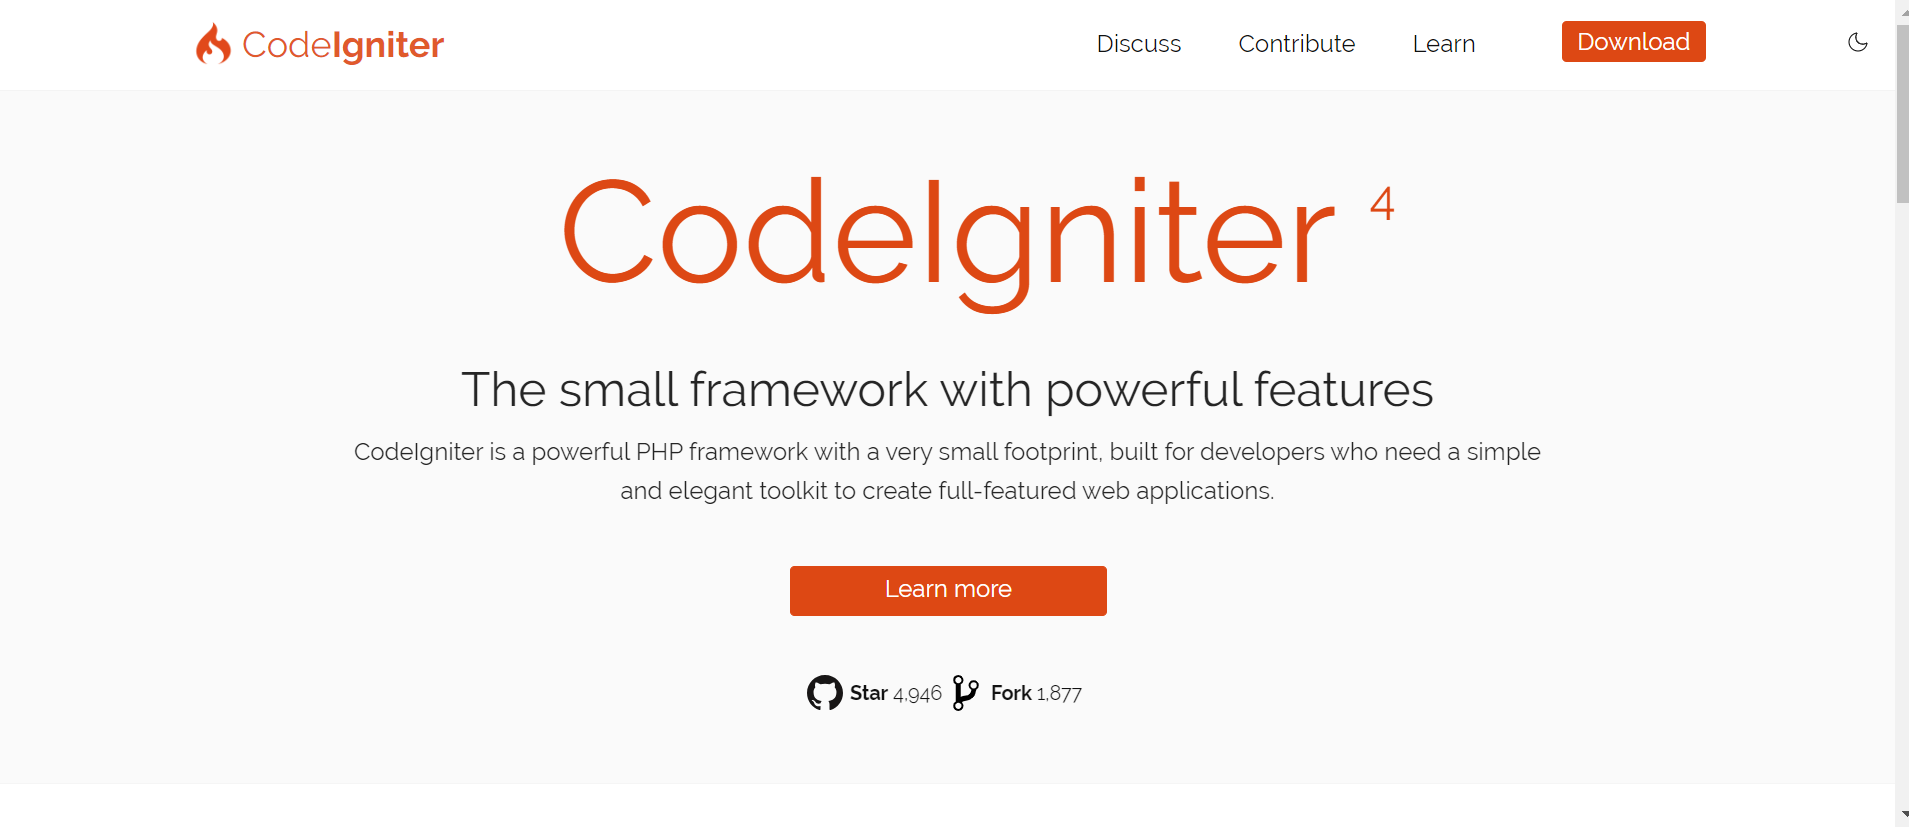 CodeIgniter
Discuss Contribute Learn Download
CodeIgniter 4
The small framework with powerful features
CodeIgniter is a powerful PHP framework with a very small footprint, built for developers who need a simple
and elegant toolkit to create full-featured web applications.
Learn more
Star 4,946 Fork 1,877